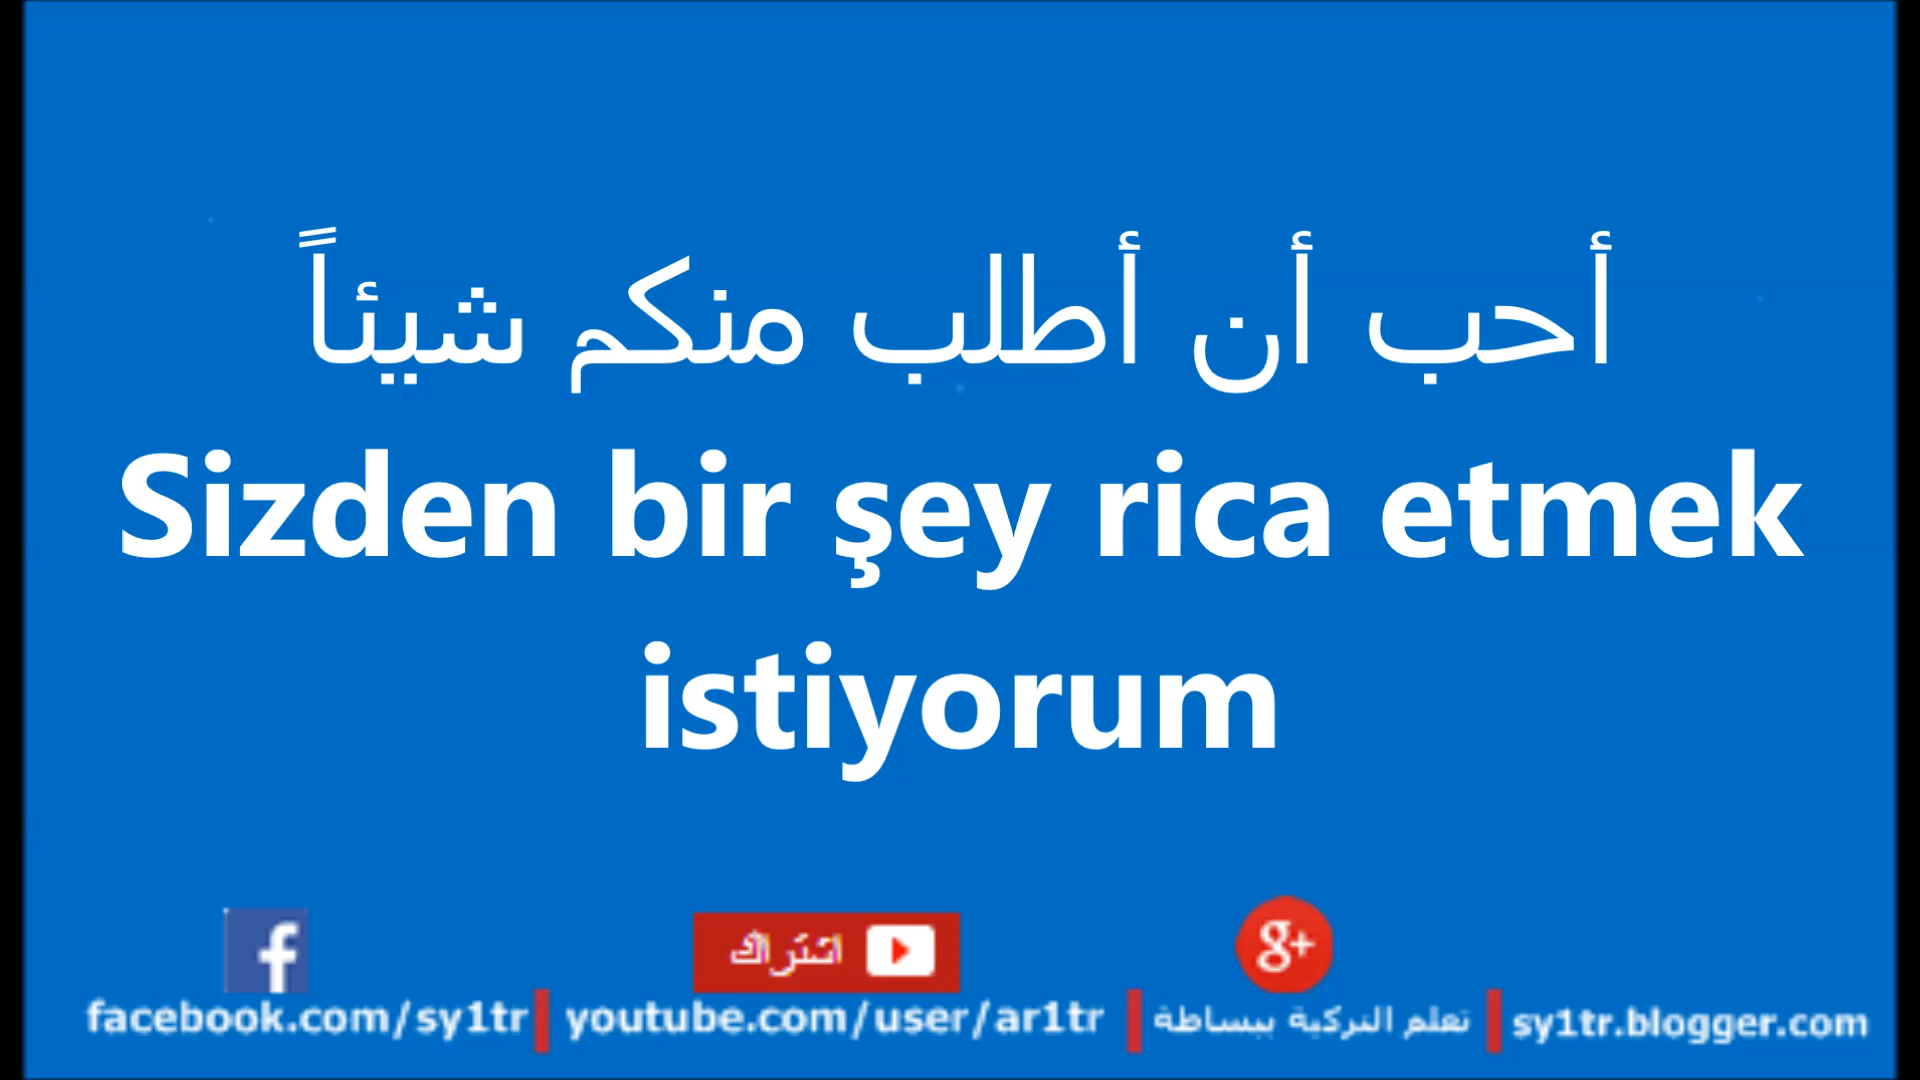 أحب أن أطلب منكم شيئاً
Sizden bir şey rica etmek
istiyorum
اشتراك
g+
facebook.com/sy1tr
youtube.com/user/ar1tr
تعلم التركية ببساطة
sy1tr.blogger.com